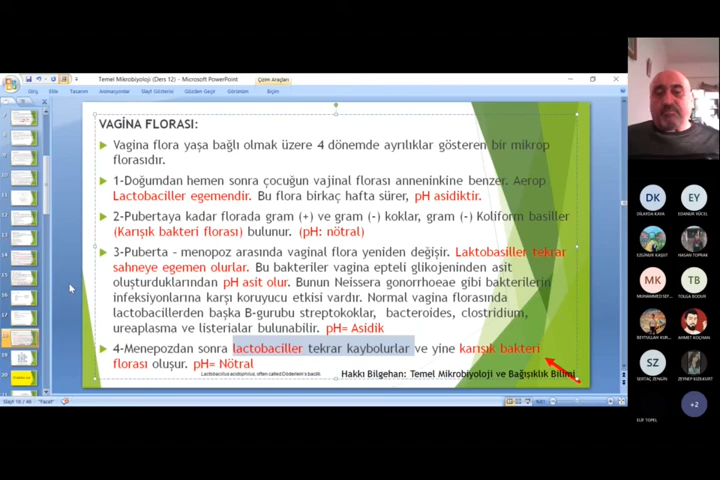 Temel Mikrobiyoloji (Ders 12) - Microsoft PowerPoint
Çizim Araçları
Giriş
Ekle
Tasarım
Animasyonlar
Slayt Gösterisi
Gözden Geçir
Görünüm
Biçim
VAGİNA FLORASI:
Vagina flora yaşa bağlı olmak üzere 4 dönemde ayrılıklar gösteren bir mikrop
florasıdır.
1-Doğumdan hemen sonra çocuğun vajinal florası anneninkine benzer. Aerop
Lactobaciller egemendir. Bu flora birkaç hafta sürer, pH asidiktir.
2-Pubertaya kadar florada gram (+) ve gram (-) koklar, gram (-) Koliform basiller
(Karışık bakteri florası) bulunur. (pH: nötral)
3-Puberta - menopoz arasında vaginal flora yeniden değişir. Laktobasiller tekrar
sahneye egemen olurlar. Bu bakteriler vagina epteli glikojeninden asit
oluşturduklarından pH asit olur. Bunun Neissera gonorrhoeae gibi bakterilerin
infeksiyonlarına karşı koruyucu etkisi vardır. Normal vagina florasında
lactobacillerden başka B-gurubu streptokoklar, bacteroides, clostridium,
ureaplasma ve listerialar bulunabilir. pH= Asidik
4-Menepozdan sonra lactobaciller tekrar kaybolurlar ve yine karışık bakteri
florası oluşur. pH= Nötral
Lactobacillus acidophilus, often called Döderlein's bacilli.
Hakkı Bilgehan: Temel Mikrobiyoloji ve Bağışıklık Bilimi
Slayt 16 / 46
"Facet"
DK
DİLAYDA KAYA
EY
EDANUR YÜCEL
HASAN TOPRAK
MK
TB
TOLGA BODUR
AHMET KOÇMAN
SZ
SERTAÇ ZENGİN
ZEYNEP KIZILKURT
ELİF TOPEL
+2